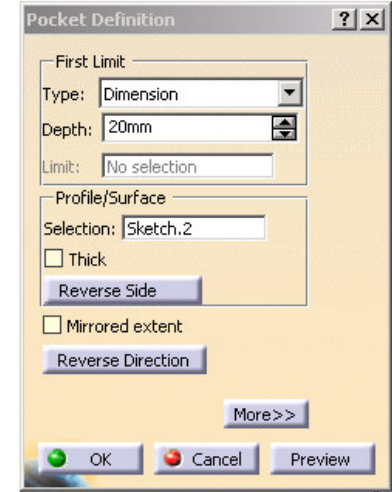 Pocket Definition ? X
First Limit
Type: Dimension
Depth: 20mm
Limit: No selection
Profile/Surface
Selection: Sketch.2
Thick
Reverse Side
Mirrored extent
Reverse Direction
More>>
OK Cancel Preview